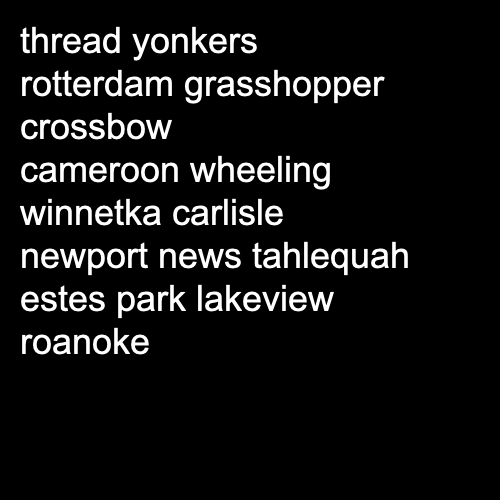 thread yonkers
rotterdam grasshopper
crossbow
cameroon wheeling
winnetka carlisle
newport news tahlequah
estes park lakeview
roanoke